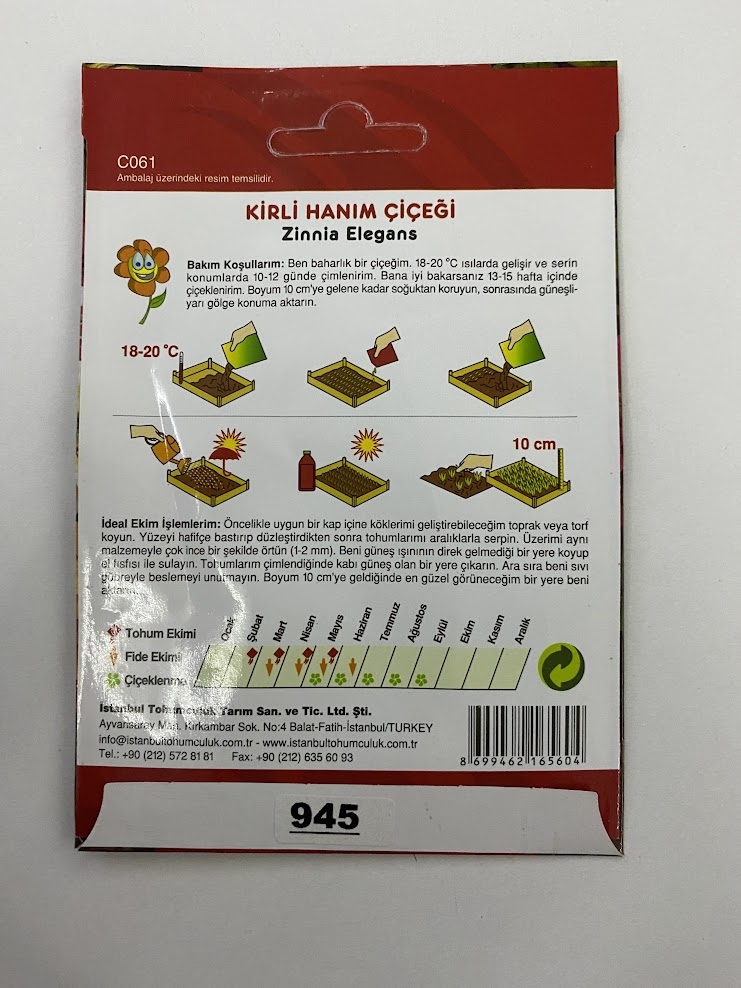 C061
Ambalaj üzerindeki resim temsilidir.
KİRLİ HANIM ÇİÇEĞİ
Zinnia Elegans
Bakım Koşullarım: Ben baharlık bir çiçeğim. 18-20 °C ısılarda gelişir ve serin
konumlarda 10-12 günde çimlenirim. Bana iyi bakarsanız 13-15 hafta içinde
çiçeklenirim. Boyum 10 cm'ye gelene kadar soğuktan koruyun, sonrasında güneşli-
yarı gölge konuma aktarın.
18-20 °C
10 cm
İdeal Ekim İşlemlerim: Öncelikle uygun bir kap içine köklerimi geliştirebileceğim toprak veya torf
koyun. Yüzeyi hafifçe bastırıp düzleştirdikten sonra tohumlarımı aralıklarla serpin. Üzerimi aynı
malzemeyle çok ince bir şekilde örtün (1-2 mm). Beni güneş ışınının direk gelmediği bir yere koyup
el fısfısı ile sulayın. Tohumlarım çimlendiğinde kabı güneş olan bir yere çıkarın. Ara sıra beni sıvı
gübreyle beslemeyi unutmayın. Boyum 10 cm'ye geldiğinde en güzel görüneceğim bir yere beni
aktarın.
Ocak Şubat Mart Nisan Mayıs Haziran Temmuz Ağustos Eylül Ekim Kasım Aralık
Tohum Ekimi
Fide Ekimi
Çiçeklenme
İstanbul Tohumculuk Tarım San. ve Tic. Ltd. Şti.
Ayvansaray Mah. Kırkambar Sok. No:4 Balat-Fatih-İstanbul/TURKEY
info@istanbultohumculuk.com.tr - www.istanbultohumculuk.com.tr
Tel.: +90 (212) 572 81 81 Fax: +90 (212) 635 60 93
8 699462 165604
945